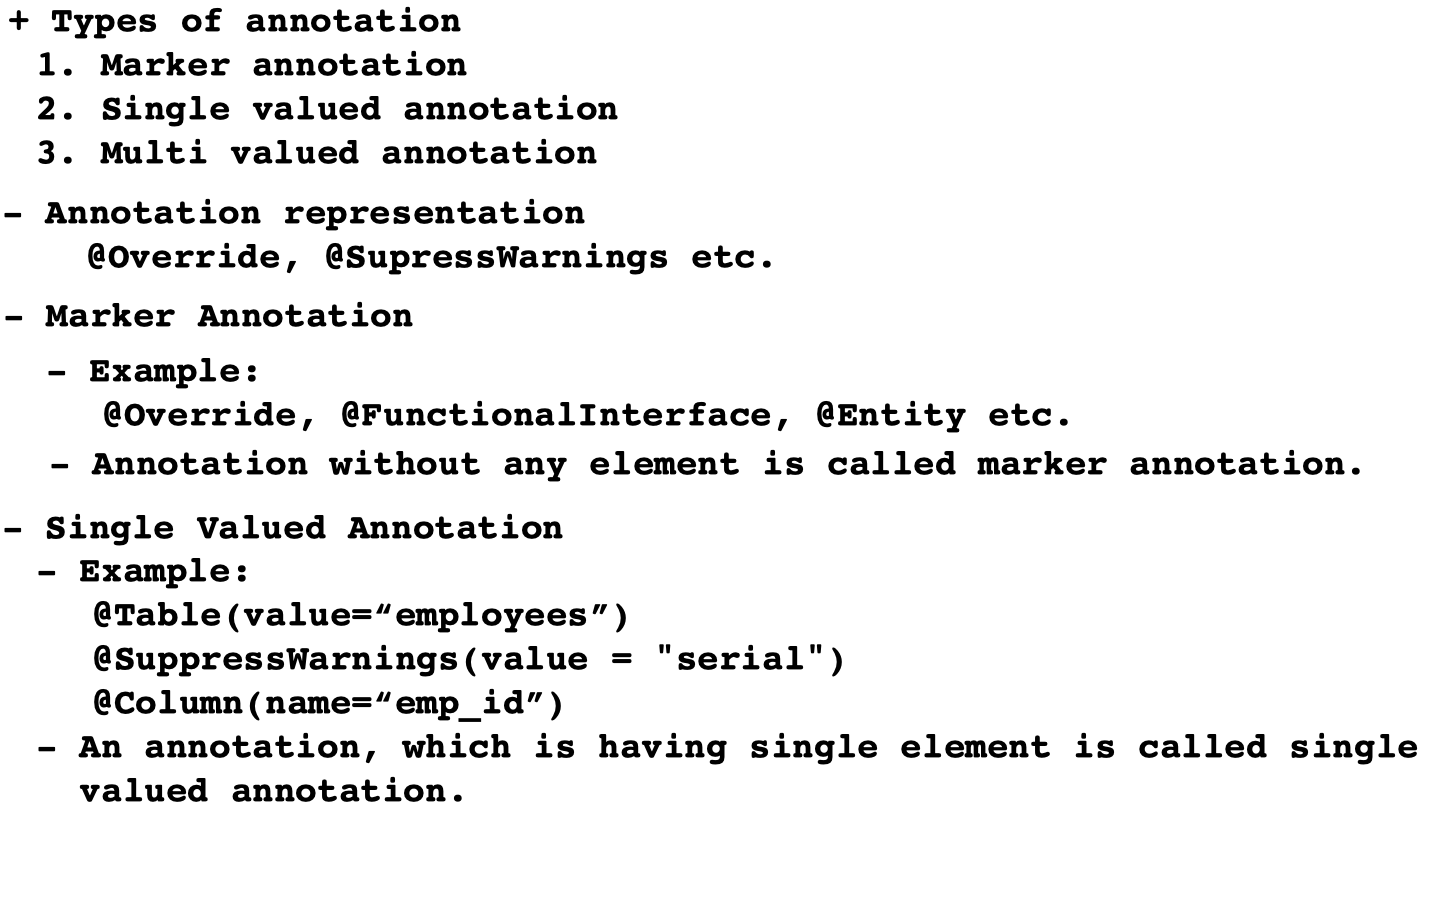 + Types of annotation
1. Marker annotation
2. Single valued annotation
3. Multi valued annotation
- Annotation representation
@Override, @SupressWarnings etc.
- Marker Annotation
- Example:
@Override, @FunctionalInterface, @Entity etc.
- Annotation without any element is called marker annotation.
- Single Valued Annotation
- Example:
@Table(value=“employees”)
@SuppressWarnings(value = "serial")
@Column(name=“emp_id”)
- An annotation, which is having single element is called single
valued annotation.